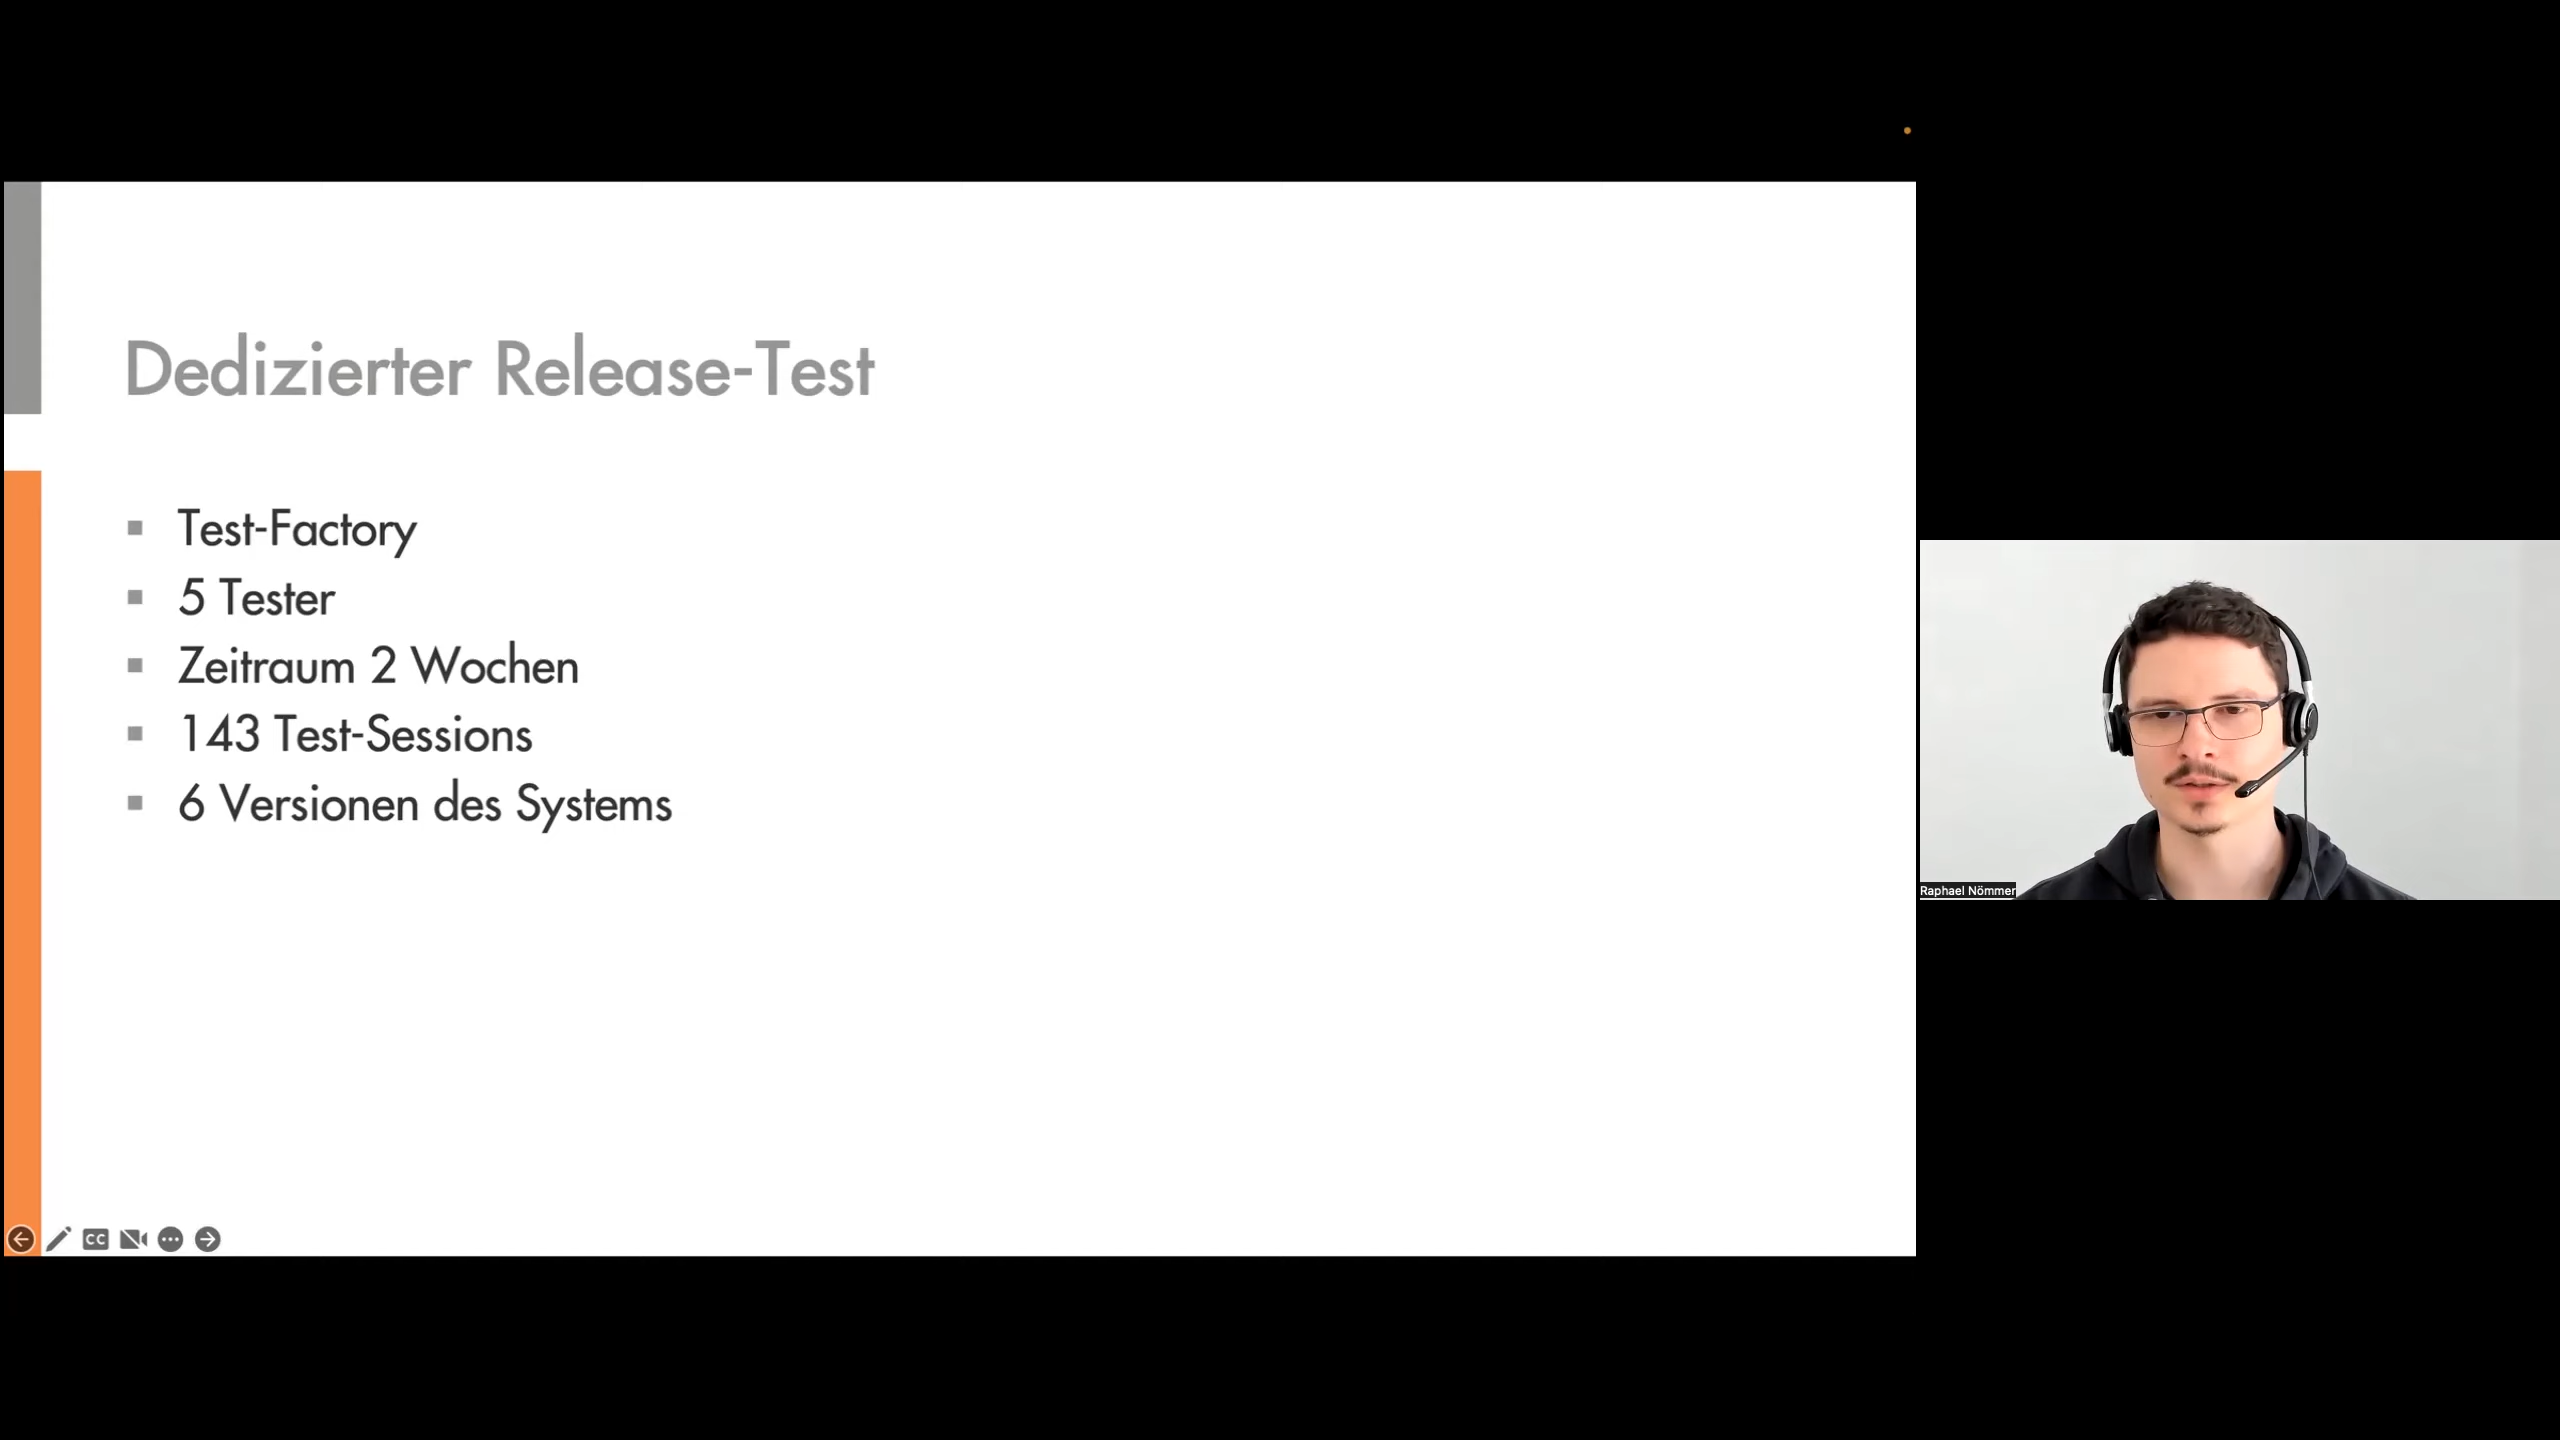 Dedizierter Release-Test
Test-Factory
5 Tester
Zeitraum 2 Wochen
143 Test-Sessions
6 Versionen des Systems
CC
Raphael Nömmer